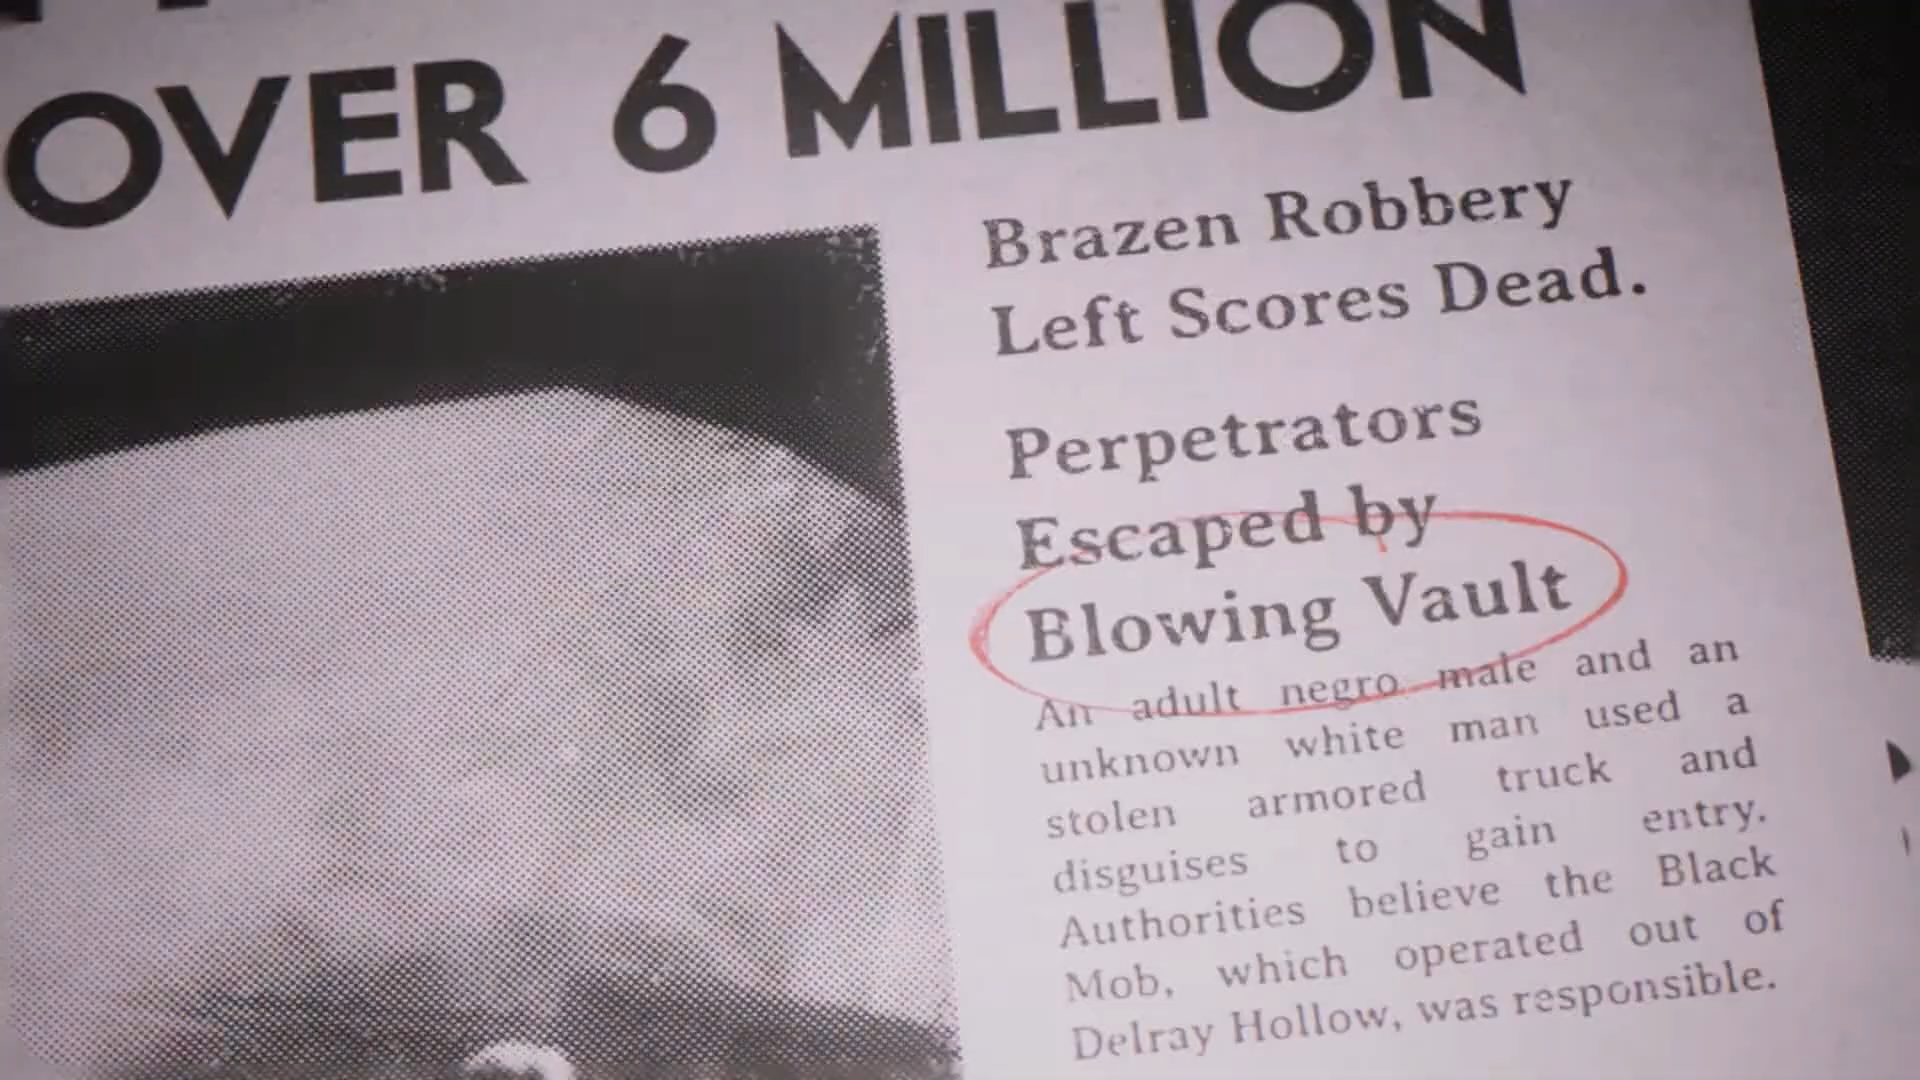 OVER 6 MILLION
Brazen Robbery
Left Scores Dead.
Perpetrators
Escaped by
Blowing Vault
An adult negro male and an
unknown white man used a
stolen armored truck and
disguises to gain entry.
Authorities believe the Black
Mob, which operated out of
Delray Hollow, was responsible.